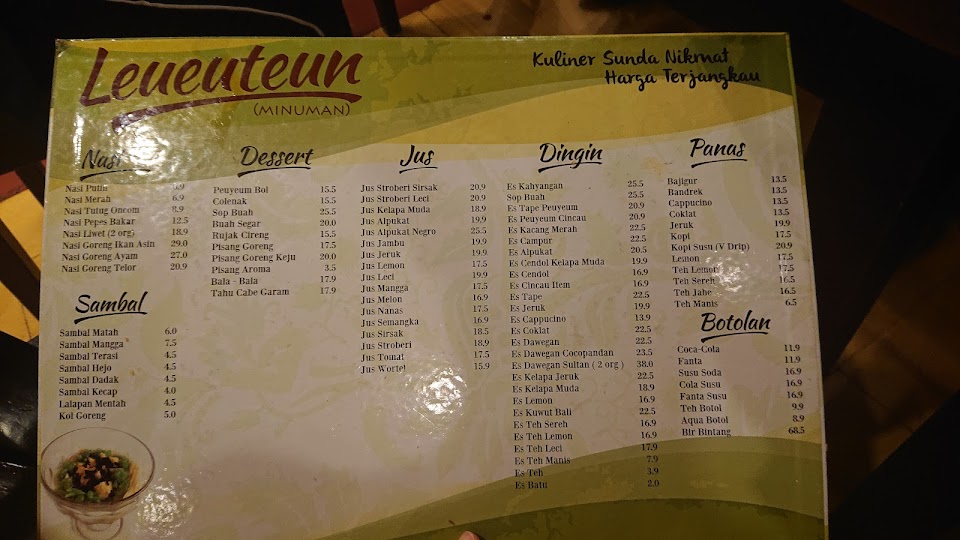 Leueuteun
(MINUMAN)
Kuliner Sunda Nikmat
Harga Terjangkau
Nasi
Nasi Putih 6.9
Nasi Merah 6.9
Nasi Tutug Oncom 8.9
Nasi Pepes Bakar 12.5
Nasi Liwet (2 org) 18.9
Nasi Goreng Ikan Asin 29.0
Nasi Goreng Ayam 27.0
Nasi Goreng Telor 20.9
Sambal
Sambal Matah 6.0
Sambal Mangga 7.5
Sambal Terasi 4.5
Sambal Hejo 4.5
Sambal Dadak 4.5
Sambal Kecap 4.0
Lalapan Mentah 4.5
Kol Goreng 5.0
Dessert
Peuyeum Bol 15.5
Colenak 15.5
Sop Buah 25.5
Buah Segar 20.0
Rujak Cireng 15.5
Pisang Goreng 17.5
Pisang Goreng Keju 20.0
Pisang Aroma 3.5
Bala - Bala 17.9
Tahu Cabe Garam 17.9
Jus
Jus Stroberi Sirsak 20.9
Jus Stroberi Leci 20.9
Jus Kelapa Muda 18.9
Jus Alpukat 19.9
Jus Alpukat Negro 25.5
Jus Jambu 19.9
Jus Jeruk 19.9
Jus Lemon 17.5
Jus Leci 19.9
Jus Mangga 17.5
Jus Melon 16.9
Jus Nanas 17.5
Jus Semangka 16.9
Jus Sirsak 18.5
Jus Stroberi 18.9
Jus Tomat 17.5
Jus Wortel 15.9
Dingin
Es Kahyangan 25.5
Sop Buah 25.5
Es Tape Peuyeum 20.9
Es Peuyeum Cincau 20.9
Es Kacang Merah 22.5
Es Campur 22.5
Es Alpukat 20.5
Es Cendol Kelapa Muda 19.9
Es Cendol 16.9
Es Cincau Item 16.9
Es Tape 22.5
Es Jeruk 19.9
Es Cappucino 13.9
Es Coklat 22.5
Es Dawegan 22.5
Es Dawegan Cocopandan 23.5
Es Dawegan Sultan ( 2 org ) 38.0
Es Kelapa Jeruk 22.5
Es Kelapa Muda 18.9
Es Lemon 16.9
Es Kuwut Bali 22.5
Es Teh Sereh 16.9
Es Teh Lemon 16.9
Es Teh Leci 17.9
Es Teh Manis 7.9
Es Teh 3.9
Es Batu 2.0
Panas
Bajigur 13.5
Bandrek 13.5
Cappucino 13.5
Coklat 13.5
Jeruk 19.9
Kopi 17.5
Kopi Susu (V Drip) 20.9
Lemon 17.5
Teh Lemon 17.5
Teh Sereh 16.5
Teh Jahe 16.5
Teh Manis 6.5
Botolan
Coca-Cola 11.9
Fanta 11.9
Susu Soda 16.9
Cola Susu 16.9
Fanta Susu 16.9
Teh Botol 9.9
Aqua Botol 8.9
Bir Bintang 68.5